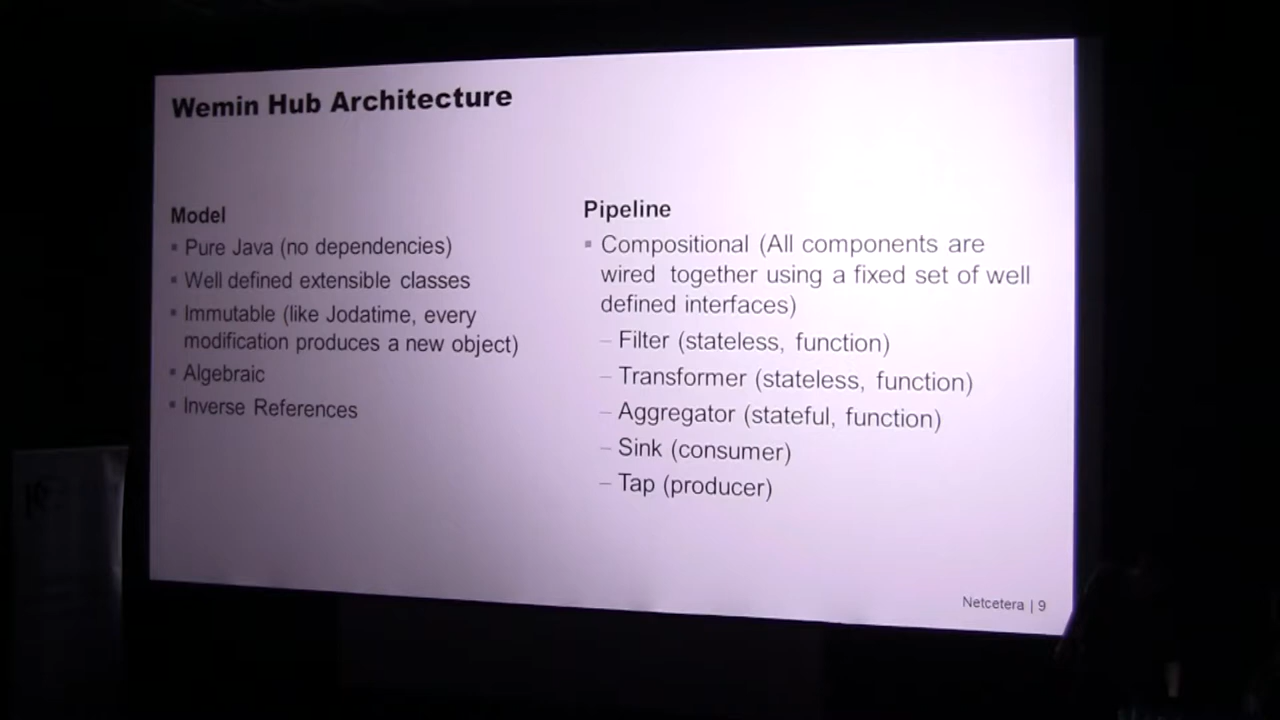 Wemin Hub Architecture
Model
▪ Pure Java (no dependencies)
▪ Well defined extensible classes
▪ Immutable (like Jodatime, every
modification produces a new object)
▪ Algebraic
▪ Inverse References
Pipeline
▪ Compositional (All components are
wired together using a fixed set of well
defined interfaces)
– Filter (stateless, function)
– Transformer (stateless, function)
– Aggregator (stateful, function)
– Sink (consumer)
– Tap (producer)
Netcetera | 9